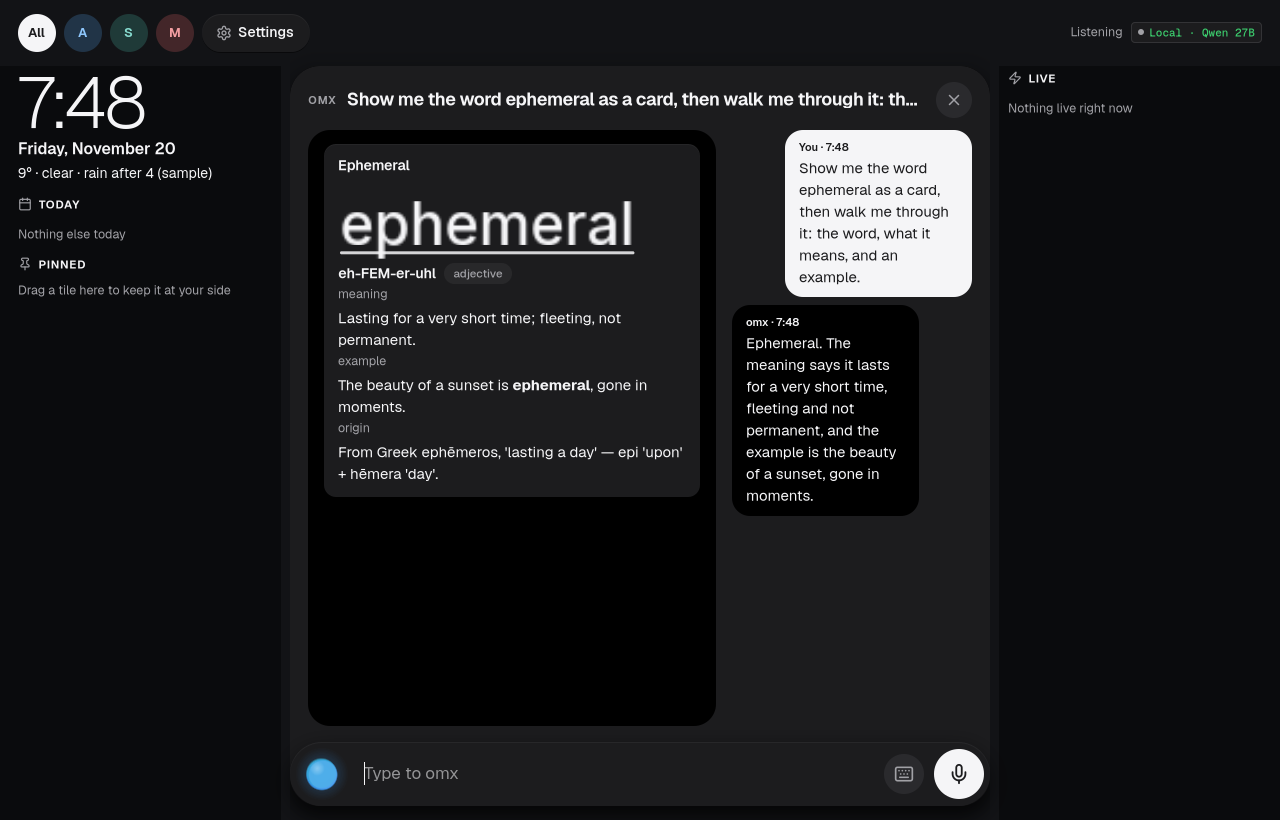 All A S M Settings
Listening Local · Qwen 27B
7:48
Friday, November 20
9° · clear · rain after 4 (sample)
TODAY
Nothing else today
PINNED
Drag a tile here to keep it at your side
OMX Show me the word ephemeral as a card, then walk me through it: th...
Ephemeral
ephemeral
eh-FEM-er-uhl adjective
meaning
Lasting for a very short time; fleeting, not
permanent.
example
The beauty of a sunset is ephemeral, gone in
moments.
origin
From Greek ephēmeros, 'lasting a day' — epi 'upon'
+ hēmera 'day'.
You · 7:48
Show me the word
ephemeral as a card,
then walk me through
it: the word, what it
means, and an
example.
omx · 7:48
Ephemeral. The
meaning says it lasts
for a very short time,
fleeting and not
permanent, and the
example is the beauty
of a sunset, gone in
moments.
Type to omx
LIVE
Nothing live right now